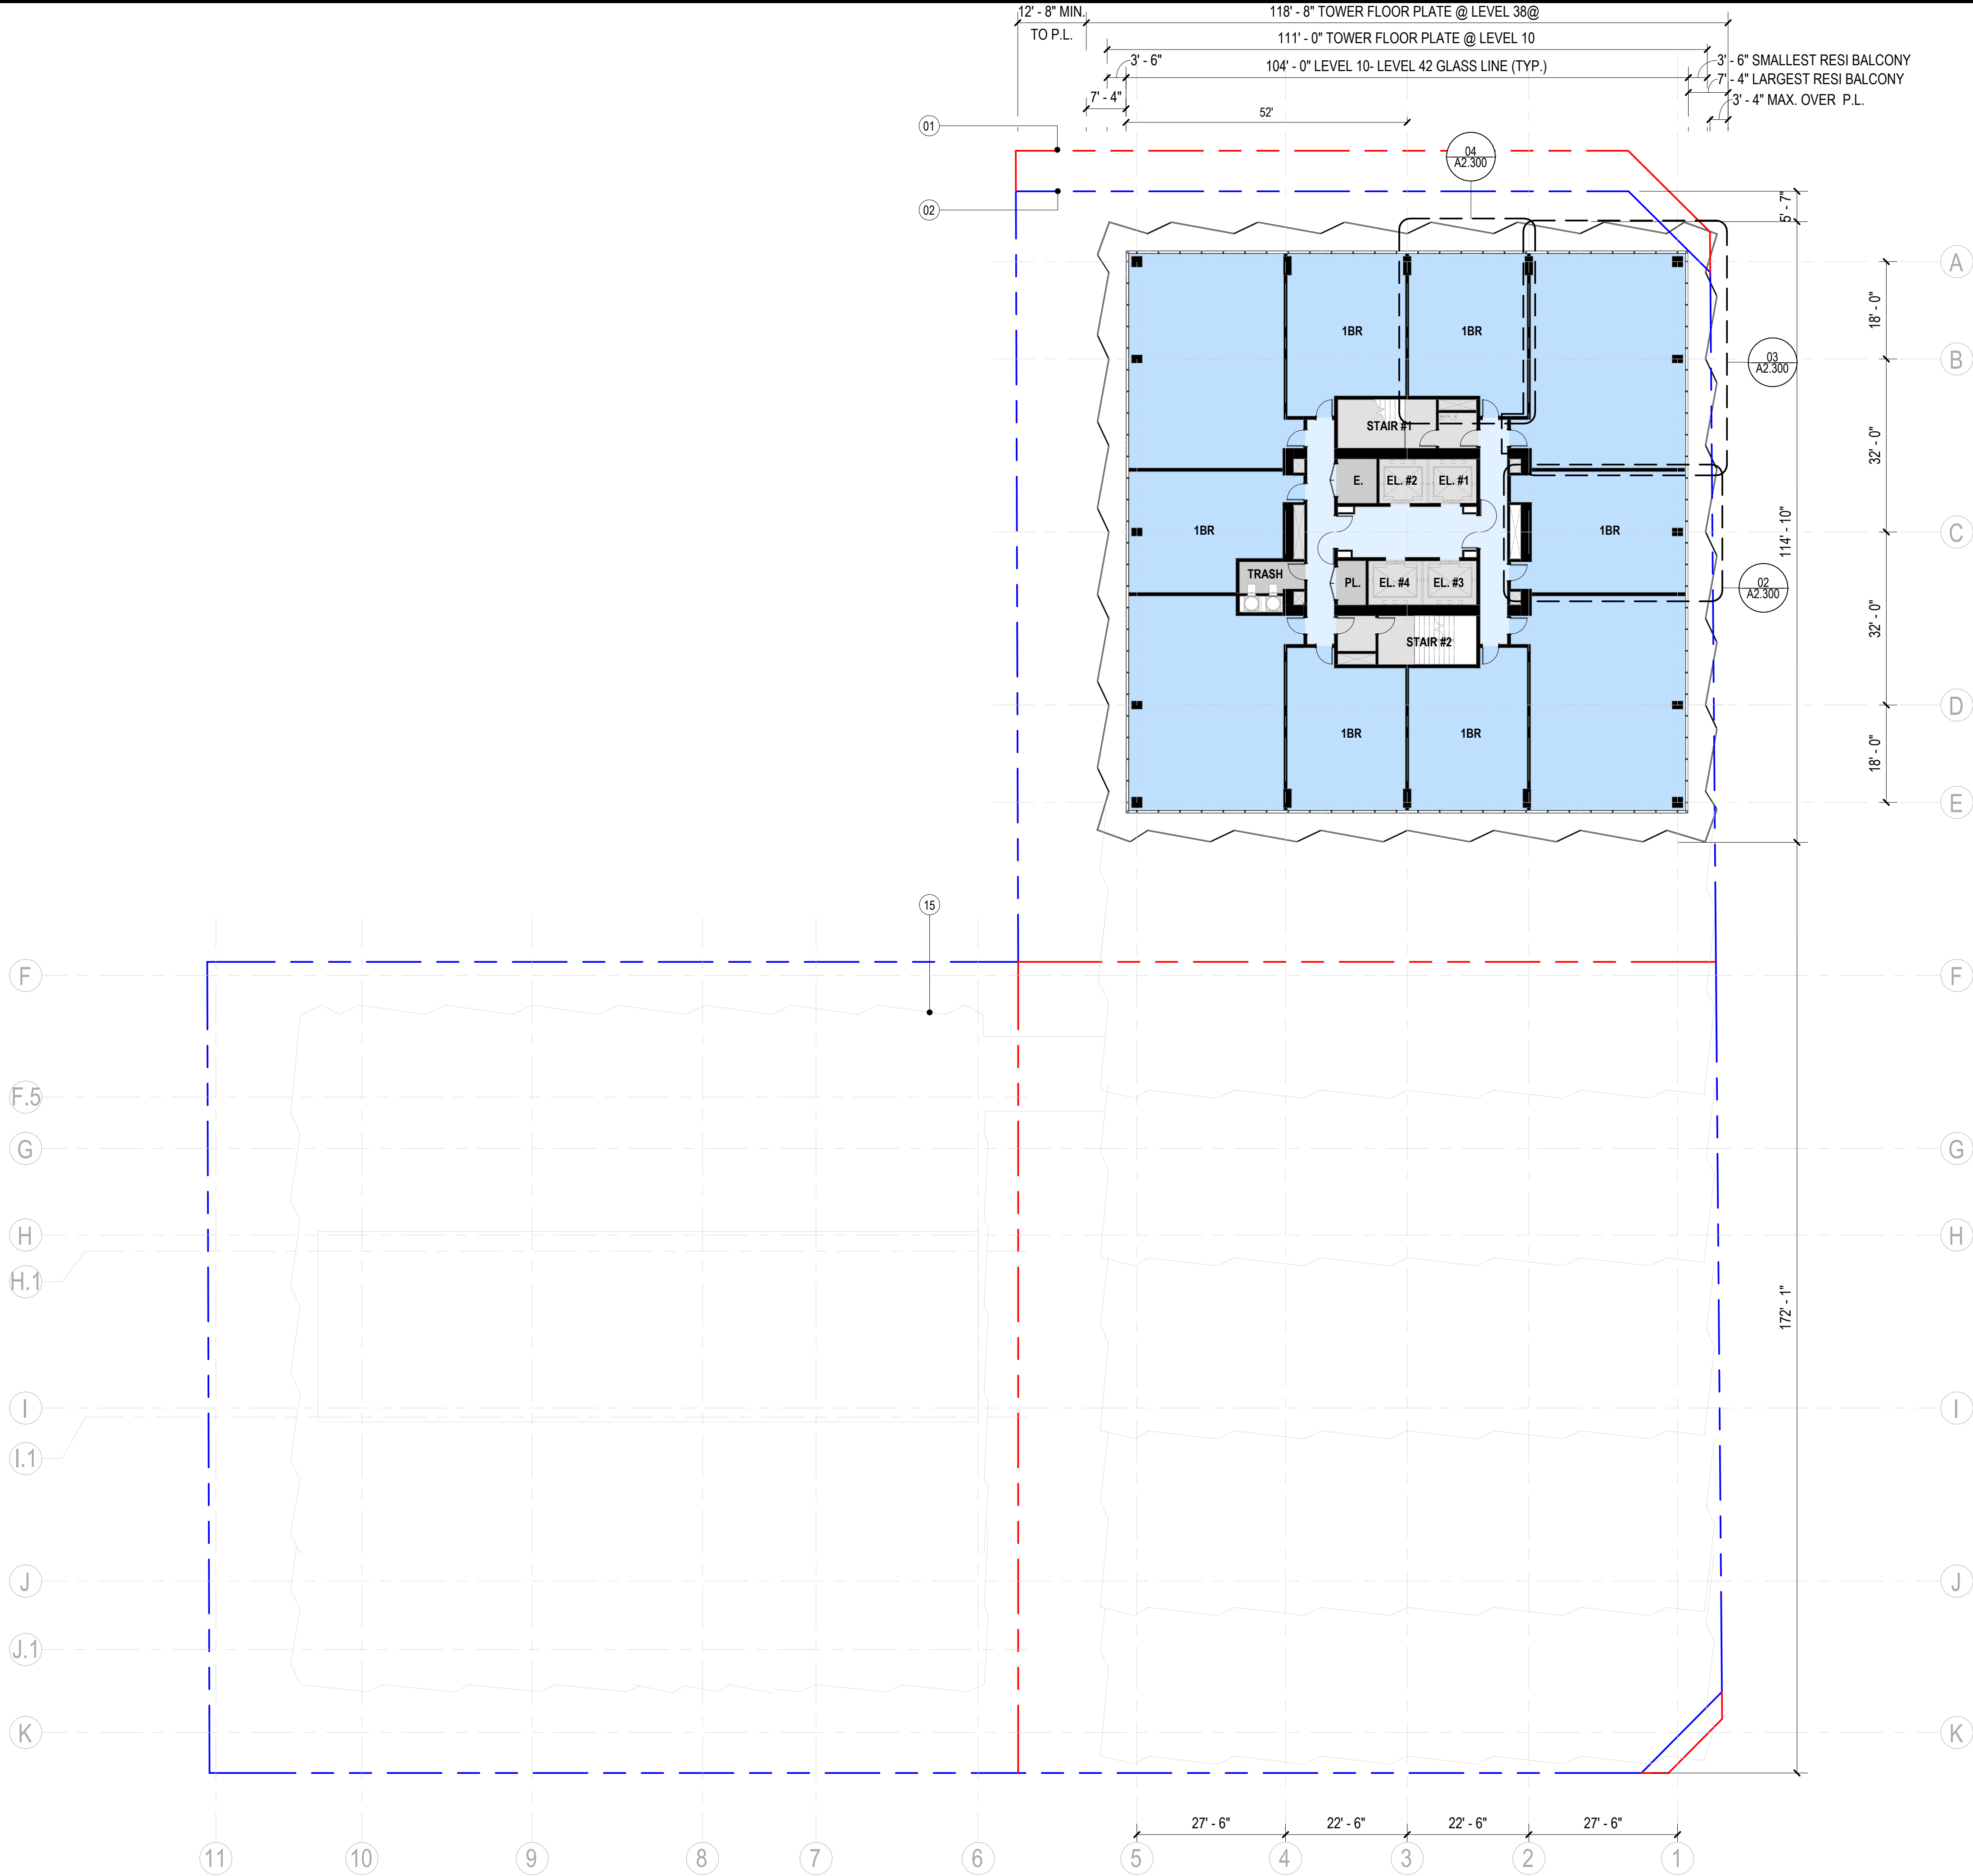 12' - 8" MIN.
TO P.L.
118' - 8" TOWER FLOOR PLATE @ LEVEL 38@
111' - 0" TOWER FLOOR PLATE @ LEVEL 10
3' - 6"
104' - 0" LEVEL 10- LEVEL 42 GLASS LINE (TYP.)
3' - 6" SMALLEST RESI BALCONY
7' - 4" LARGEST RESI BALCONY
3' - 4" MAX. OVER P.L.
7' - 4"
52'
01
04
A2.300
02
5' - 7"
A
18' - 0"
1BR
1BR
03
A2.300
B
STAIR #1
32' - 0"
E.
EL. #2
EL. #1
1BR
1BR
C
114' - 10"
TRASH
PL.
EL. #4
EL. #3
02
A2.300
32' - 0"
STAIR #2
D
1BR
1BR
18' - 0"
E
15
F
F
F.5
G
G
H
H
H.1
172' - 1"
I
I
I.1
J
J
J.1
K
K
27' - 6"
22' - 6"
22' - 6"
27' - 6"
11
10
9
8
7
6
5
4
3
2
1